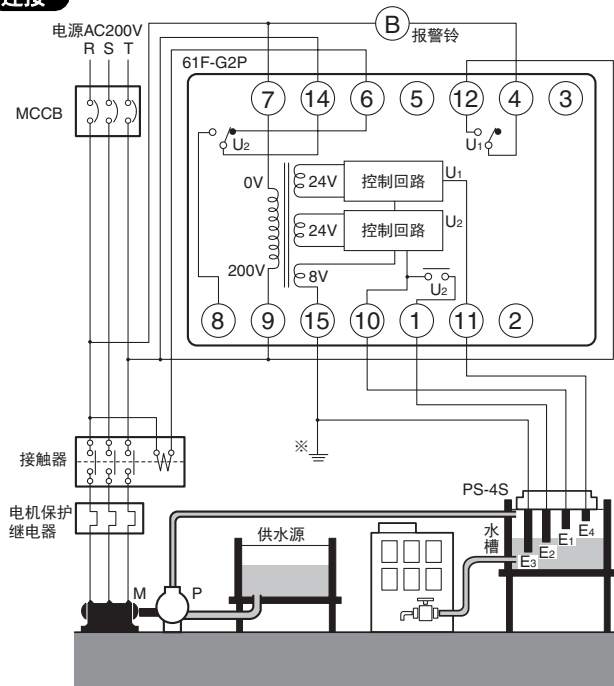 连接
电源AC200V
R S T
B 报警铃
61F-G2P
MCCB
7 14 6 5 12 4 3
U2
U1
0V
24V 控制回路 U1
24V 控制回路 U2
200V
8V
U2
8 9 15 10 1 11 2
※
接触器
PS-4S
电机保护
继电器
供水源
水
槽
E3 E2 E1 E4
M P